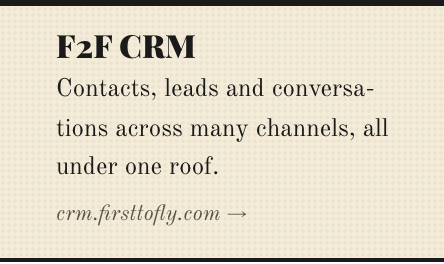 F2F CRM
Contacts, leads and conversa-
tions across many channels, all
under one roof.
crm.firsttofly.com →